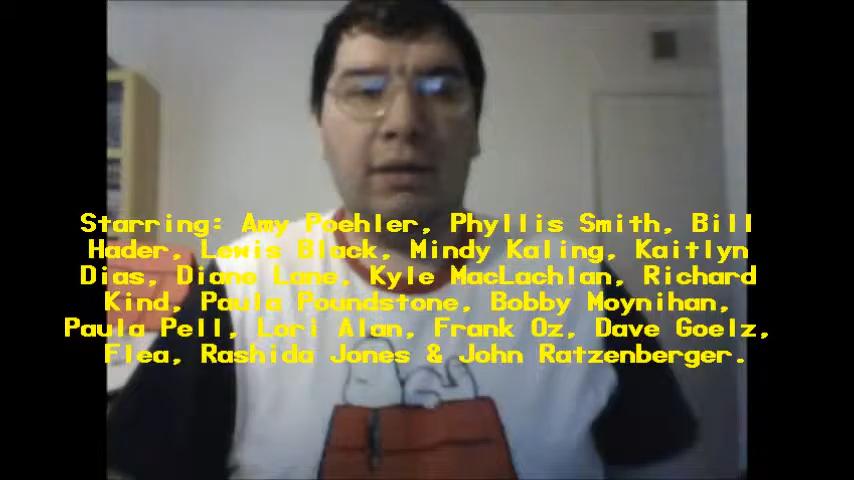 Starring: Amy Poehler, Phyllis Smith, Bill
Hader, Lewis Black, Mindy Kaling, Kaitlyn
Dias, Diane Lane, Kyle MacLachlan, Richard
Kind, Paula Poundstone, Bobby Moynihan,
Paula Pell, Lori Alan, Frank Oz, Dave Goelz,
Flea, Rashida Jones & John Ratzenberger.